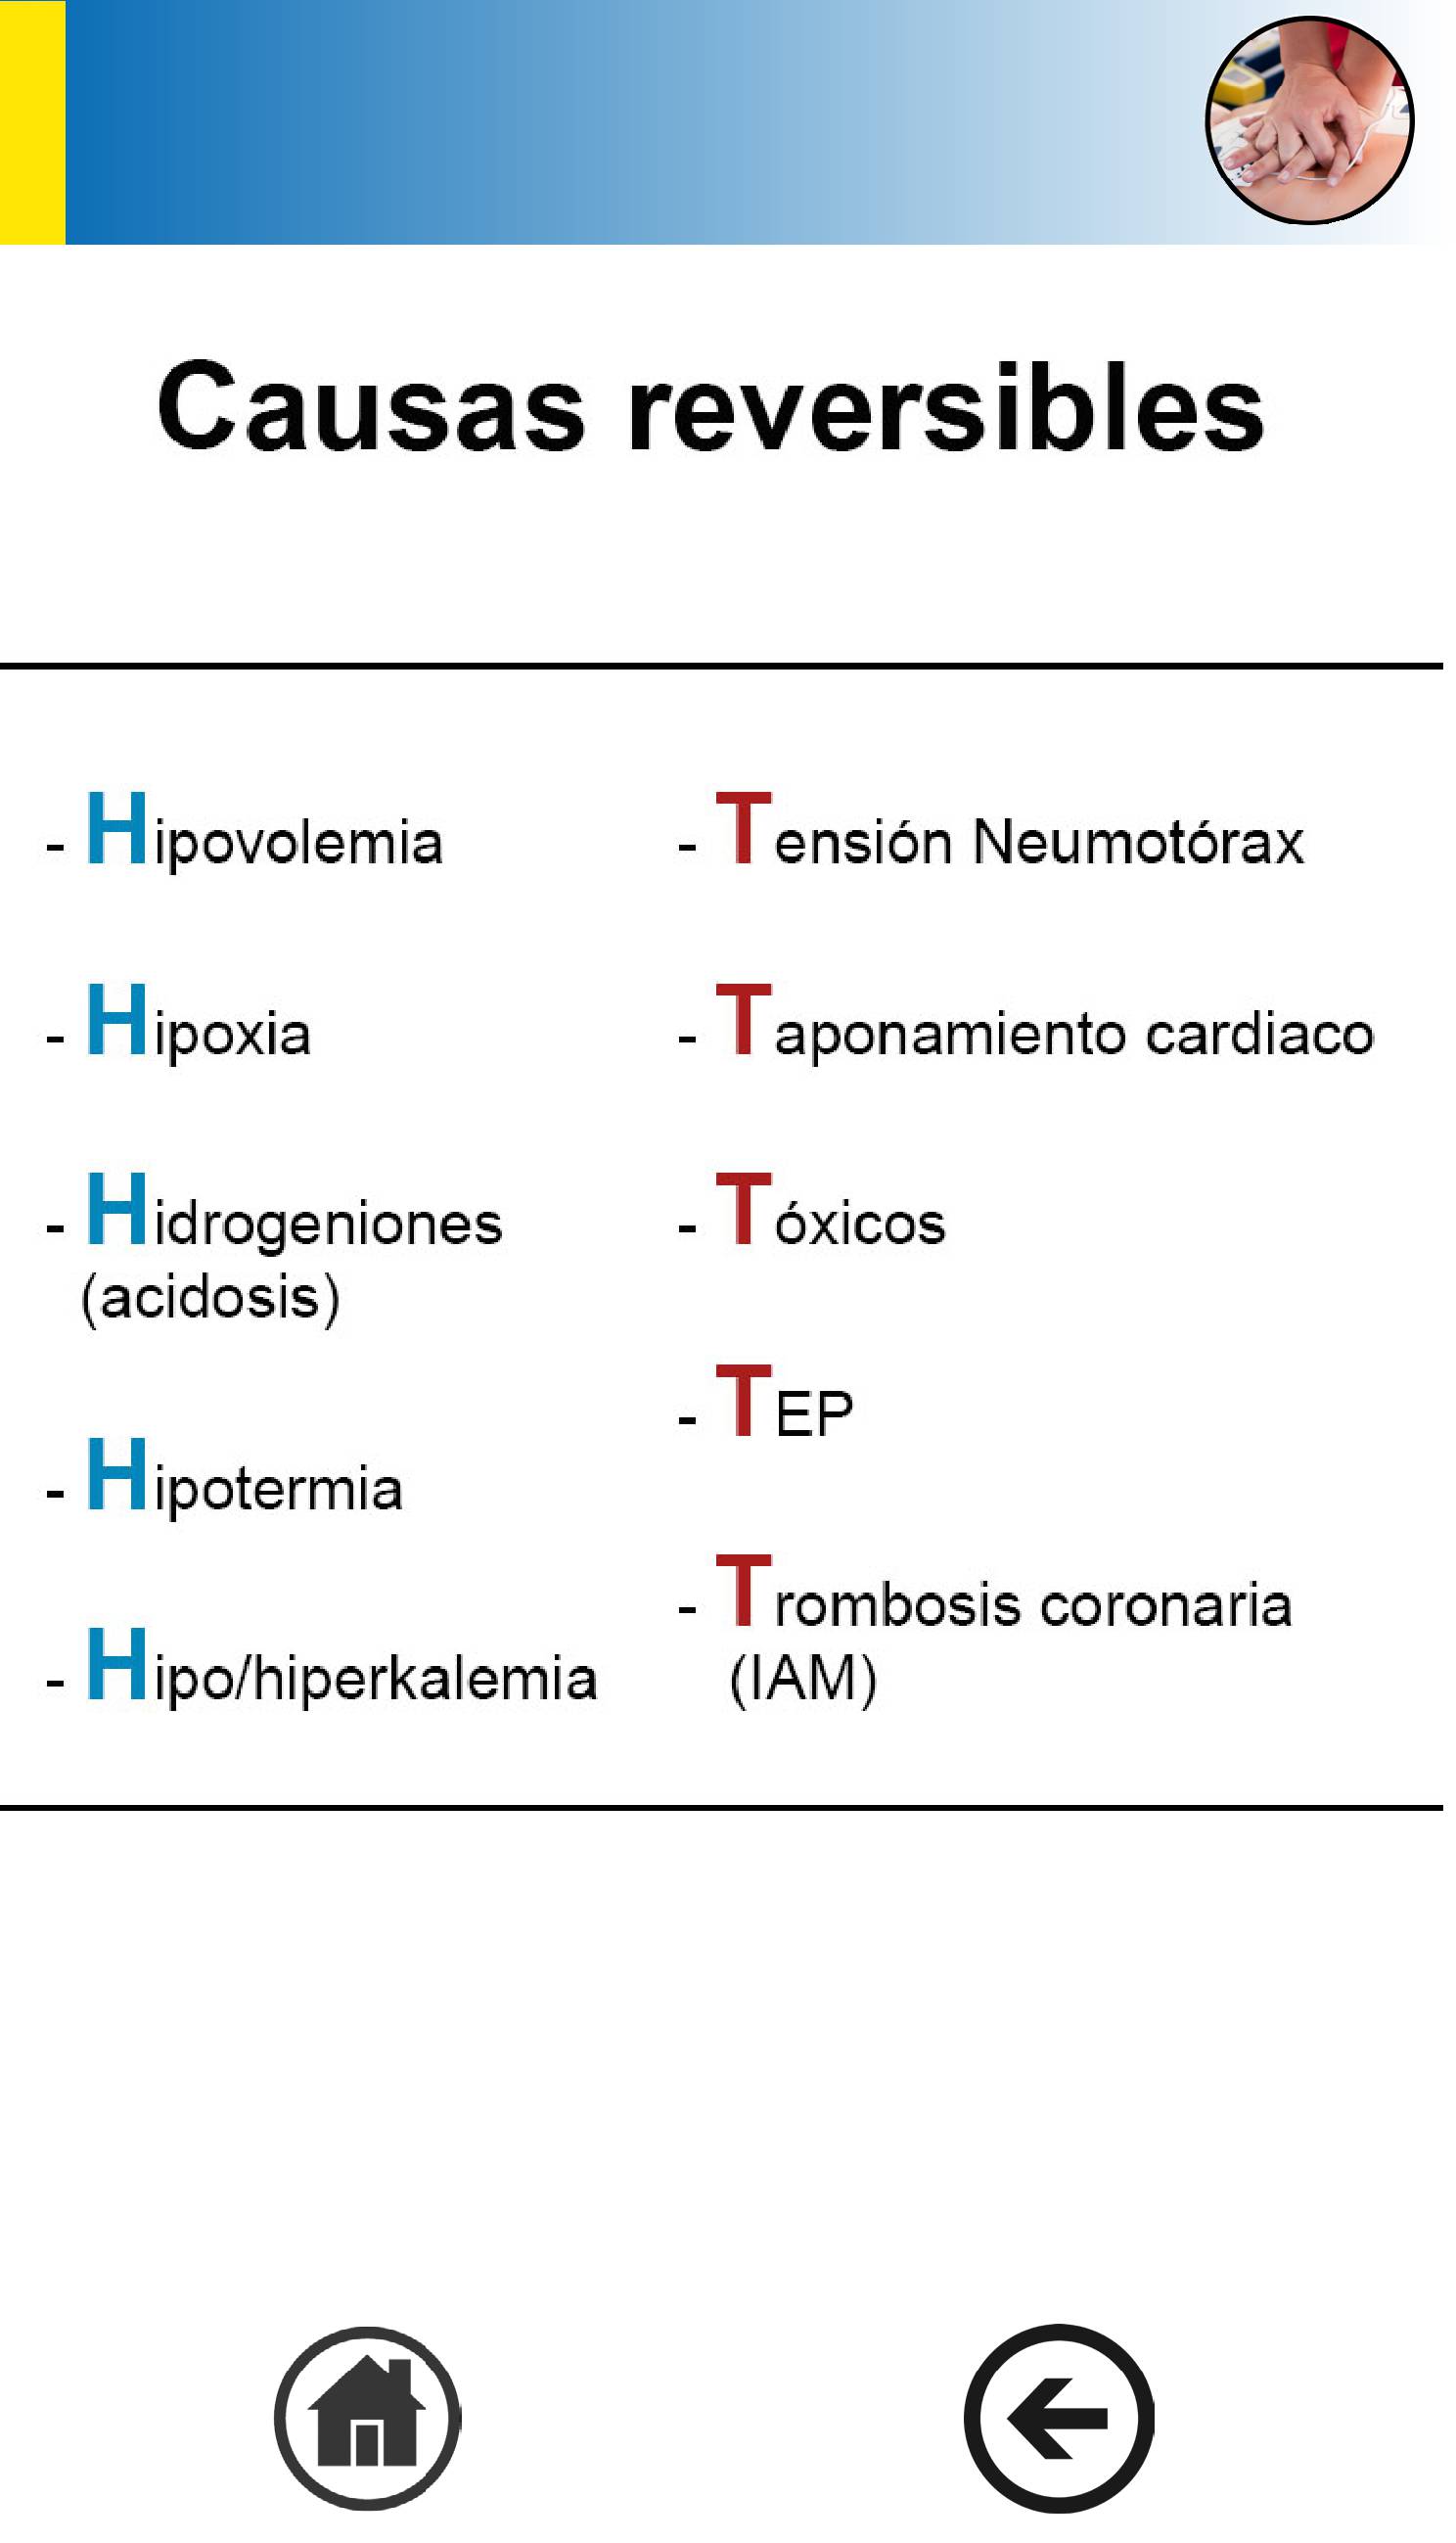 Causas reversibles
- Hipovolemia
- Hipoxia
- Hidrogeniones
(acidosis)
- Hipotermia
- Hipo/hiperkalemia
- Tensión Neumotórax
- Taponamiento cardiaco
- Tóxicos
- TEP
- Trombosis coronaria
(IAM)